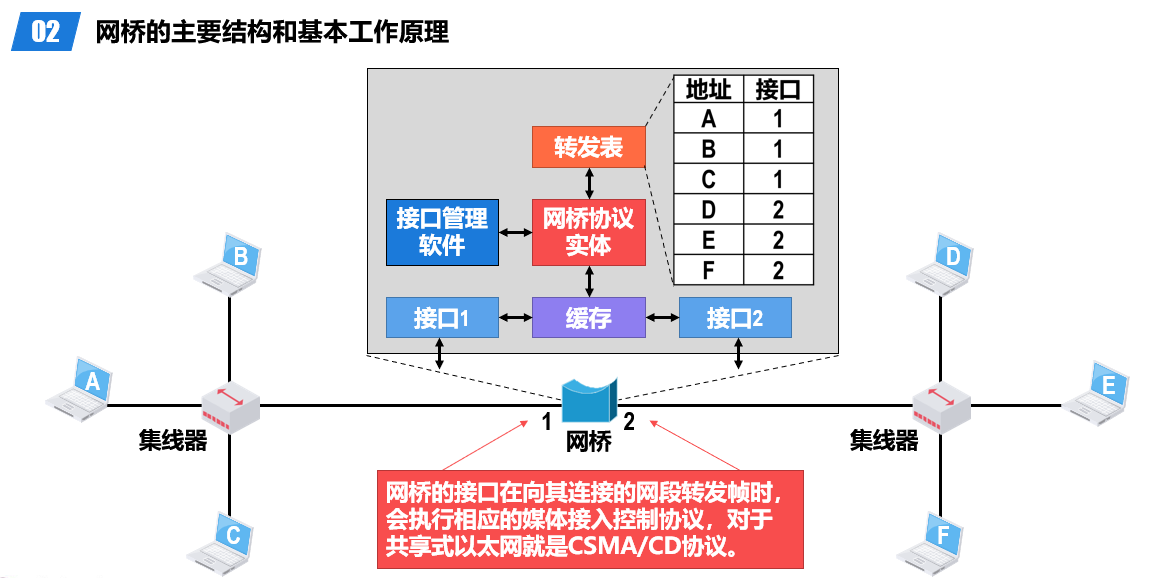 02 网桥的主要结构和基本工作原理
地址 接口
A 1
B 1
C 1
D 2
E 2
F 2
转发表
接口管理
软件
网桥协议
实体
接口1
缓存
接口2
B
A
C
集线器
1
2
网桥
D
E
F
集线器
网桥的接口在向其连接的网段转发帧时，
会执行相应的媒体接入控制协议，对于
共享式以太网就是CSMA/CD协议。